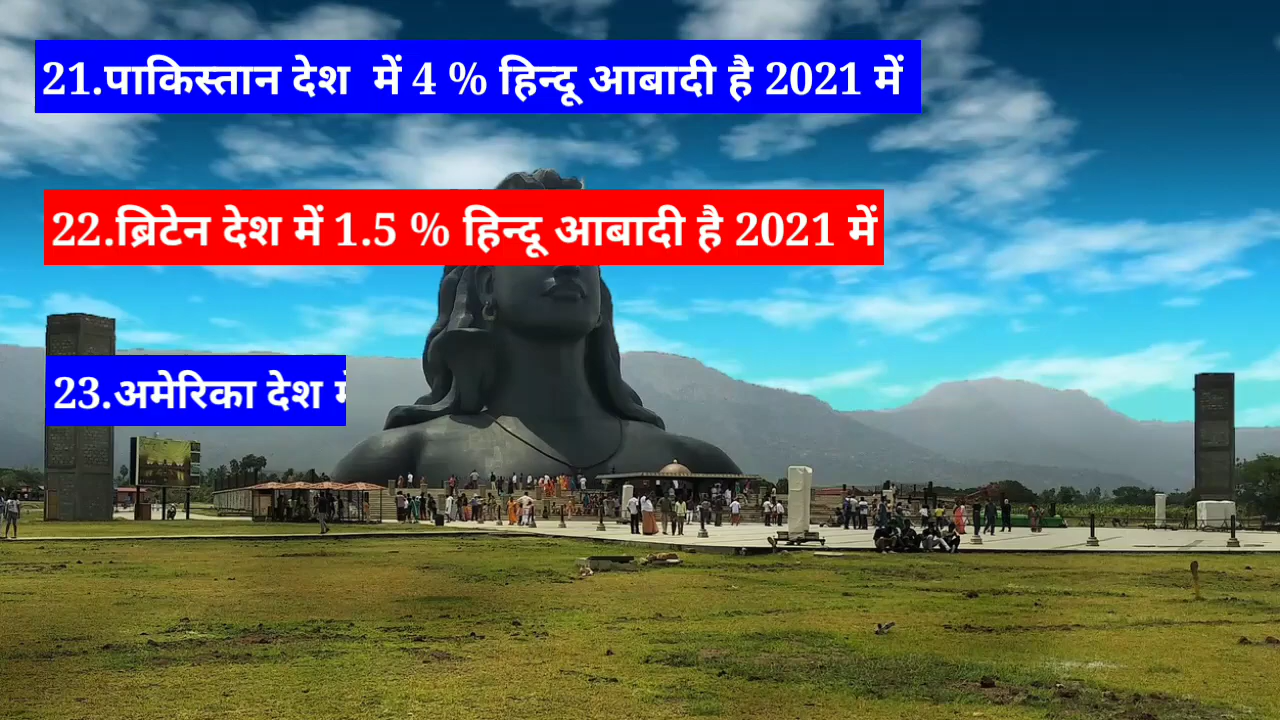 21.पाकिस्तान देश में 4 % हिन्दू आबादी है 2021 में
22.ब्रिटेन देश में 1.5 % हिन्दू आबादी है 2021 में
23.अमेरिका देश